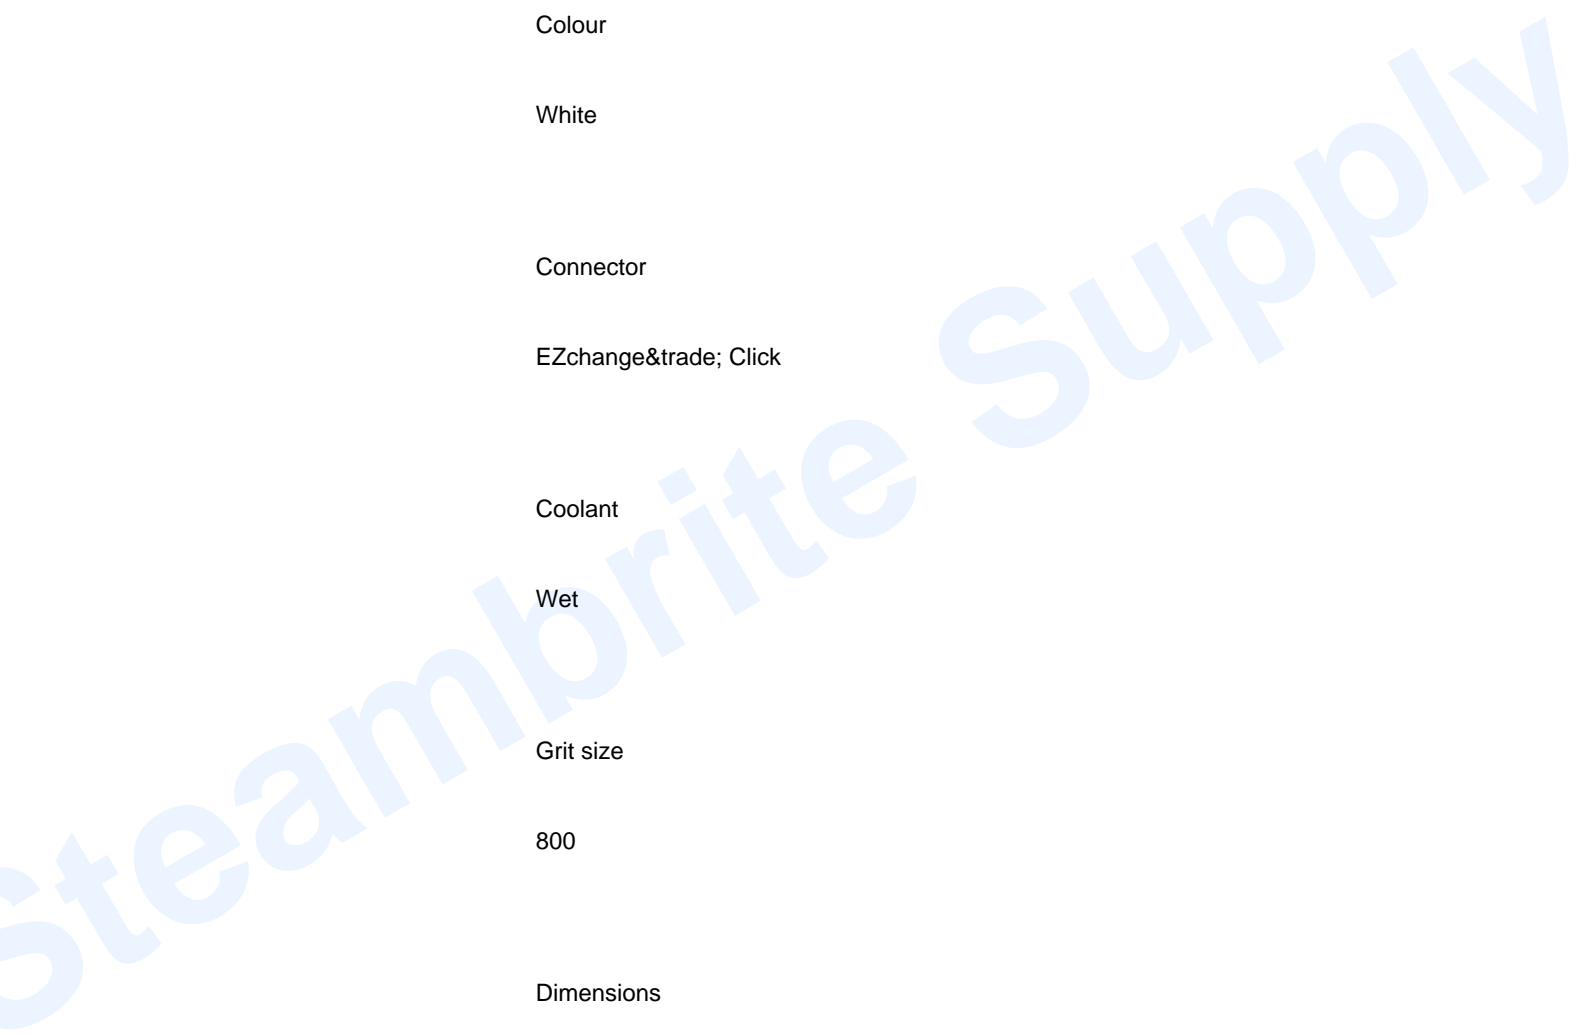 Colour
White
Connector
EZchange&trade; Click
Coolant
Wet
Grit size
800
Dimensions
Steambrite Supply